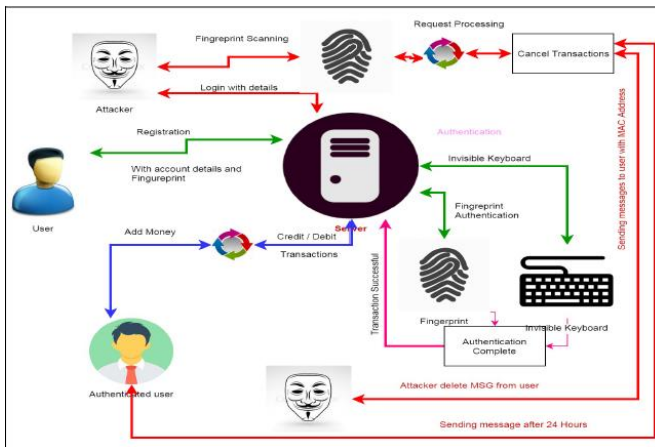 Request Processing
Fingreprint Scanning
Cancel Transactions
Attacker
Login with details
Registration
Authentication
Invisible Keyboard
With account details and
Fingureprint
Sending messages to user with MAC Address
User
Fingreprint
Authentication
Add Money
Credit / Debit
Server
Transactions
Transaction Successful
Fingerprint
Invisible Keyboard
Authentication
Complete
Authenticated user
Attacker delete MSG from user
Sending message after 24 Hours